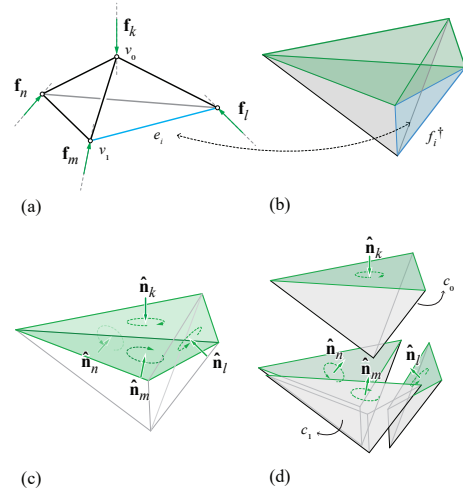 f_k
v_0
f_n
f_l
e_i
f_m
v_1
f_i^†
(a)
(b)
n̂_k
n̂_n
n̂_l
n̂_m
(c)
n̂_k
c_0
n̂_n
n̂_l
n̂_m
c_1
(d)